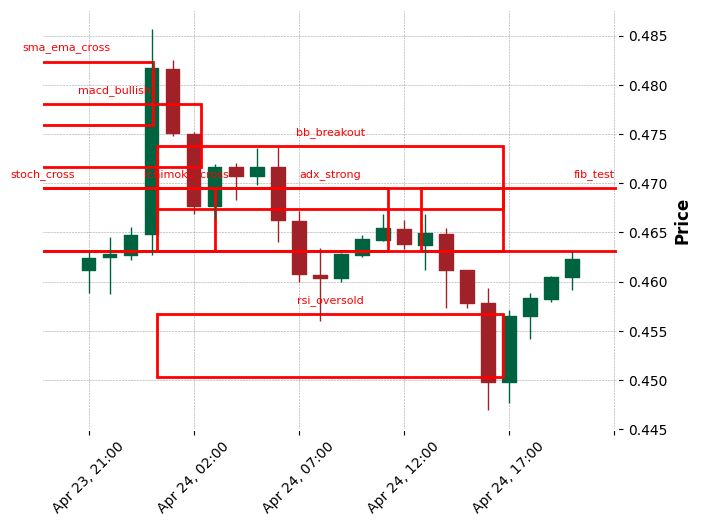 sma_ema_cross
0.485
macd_bullish
0.480
bb_breakout
0.475
stoch_cross
adx_strong
fib_test
0.470
0.465
0.460
rsi_oversold
0.455
0.450
0.445
Price
Apr 23, 21:00
Apr 24, 02:00
Apr 24, 07:00
Apr 24, 12:00
Apr 24, 17:00